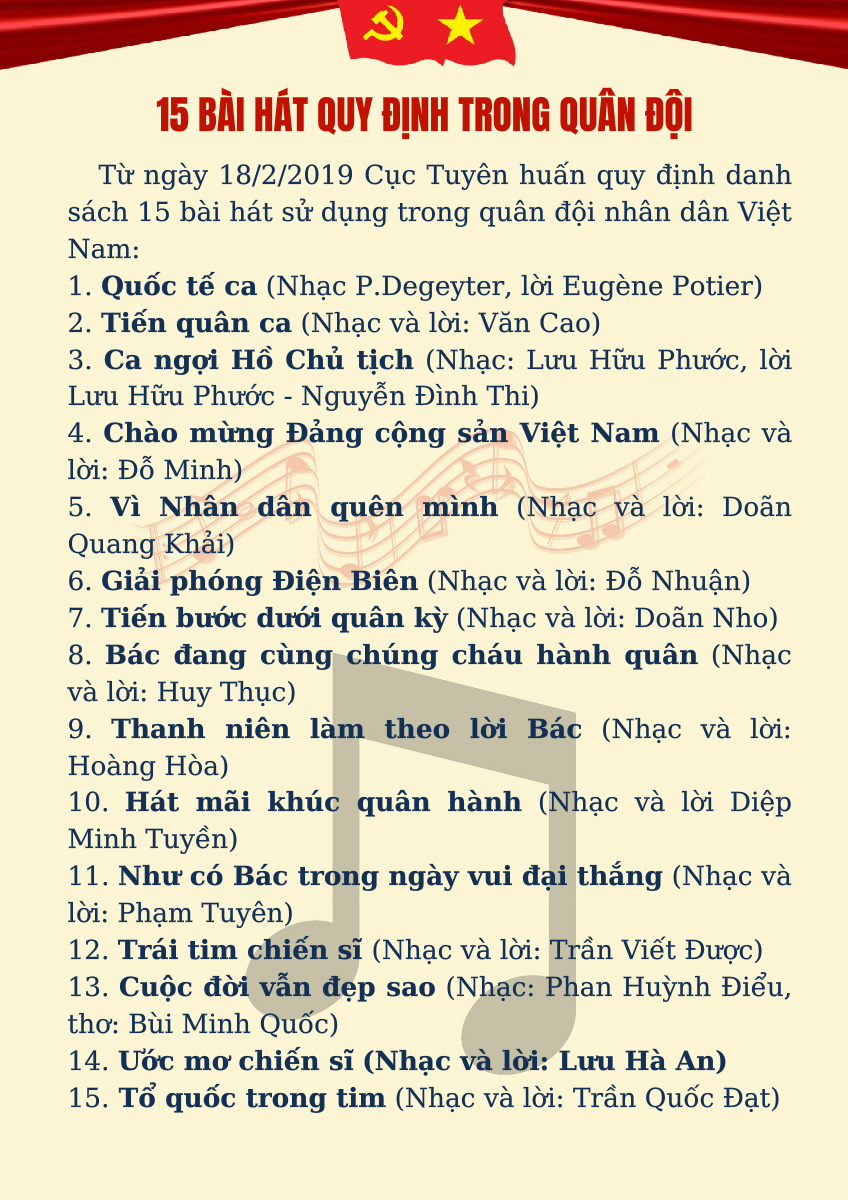 15 BÀI HÁT QUY ĐỊNH TRONG QUÂN ĐỘI
Từ ngày 18/2/2019 Cục Tuyên huấn quy định danh
sách 15 bài hát sử dụng trong quân đội nhân dân Việt
Nam:
1. Quốc tế ca (Nhạc P.Degeyter, lời Eugène Potier)
2. Tiến quân ca (Nhạc và lời: Văn Cao)
3. Ca ngợi Hồ Chủ tịch (Nhạc: Lưu Hữu Phước, lời
Lưu Hữu Phước - Nguyễn Đình Thi)
4. Chào mừng Đảng cộng sản Việt Nam (Nhạc và
lời: Đỗ Minh)
5. Vì Nhân dân quên mình (Nhạc và lời: Doãn
Quang Khải)
6. Giải phóng Điện Biên (Nhạc và lời: Đỗ Nhuận)
7. Tiến bước dưới quân kỳ (Nhạc và lời: Doãn Nho)
8. Bác đang cùng chúng cháu hành quân (Nhạc
và lời: Huy Thục)
9. Thanh niên làm theo lời Bác (Nhạc và lời:
Hoàng Hòa)
10. Hát mãi khúc quân hành (Nhạc và lời Diệp
Minh Tuyền)
11. Như có Bác trong ngày vui đại thắng (Nhạc và
lời: Phạm Tuyên)
12. Trái tim chiến sĩ (Nhạc và lời: Trần Viết Được)
13. Cuộc đời vẫn đẹp sao (Nhạc: Phan Huỳnh Điểu,
thơ: Bùi Minh Quốc)
14. Ước mơ chiến sĩ (Nhạc và lời: Lưu Hà An)
15. Tổ quốc trong tim (Nhạc và lời: Trần Quốc Đạt)